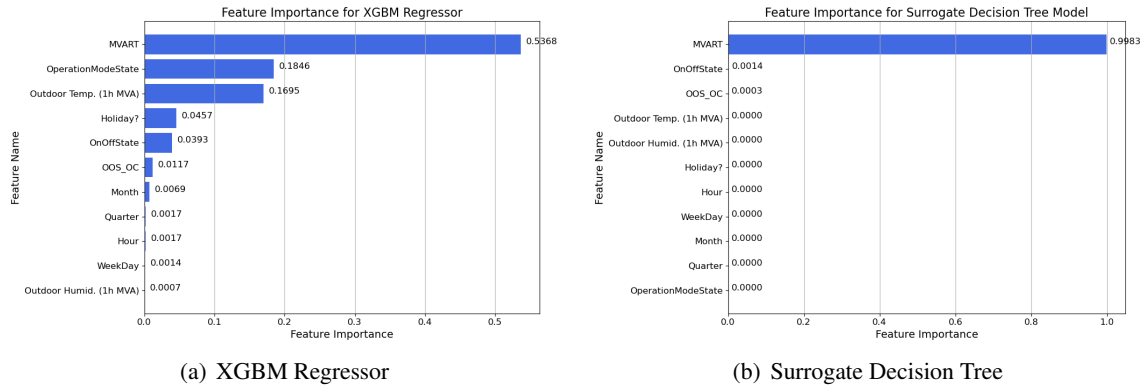 Feature Importance for XGBM Regressor
Feature Name
MVART
0.5368
OperationModeState
0.1846
Outdoor Temp. (1h MVA)
0.1695
Holiday?
0.0457
OnOffState
0.0393
OOS_OC
0.0117
Month
0.0069
Quarter
0.0017
Hour
0.0017
WeekDay
0.0014
Outdoor Humid. (1h MVA)
0.0007
0.0 0.1 0.2 0.3 0.4 0.5
Feature Importance
(a) XGBM Regressor
Feature Importance for Surrogate Decision Tree Model
Feature Name
MVART
0.9983
OnOffState
0.0014
OOS_OC
0.0003
Outdoor Temp. (1h MVA)
0.0000
Outdoor Humid. (1h MVA)
0.0000
Holiday?
0.0000
Hour
0.0000
WeekDay
0.0000
Month
0.0000
Quarter
0.0000
OperationModeState
0.0000
0.0 0.2 0.4 0.6 0.8 1.0
Feature Importance
(b) Surrogate Decision Tree